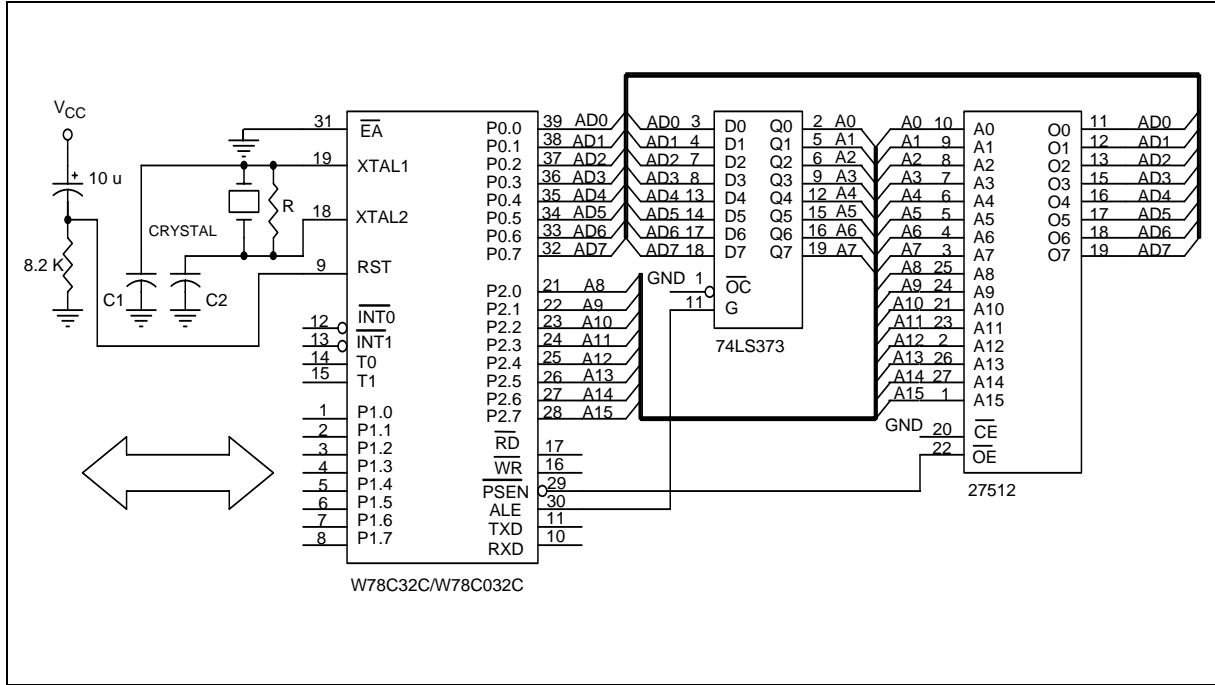 VCC
+ 10 u
8.2 K
CRYSTAL
R
C1
C2
31 EA
19 XTAL1
18 XTAL2
9 RST
12 INT0
13 INT1
14 T0
15 T1
1 P1.0
2 P1.1
3 P1.2
4 P1.3
5 P1.4
6 P1.5
7 P1.6
8 P1.7
P0.0 39 AD0
P0.1 38 AD1
P0.2 37 AD2
P0.3 36 AD3
P0.4 35 AD4
P0.5 34 AD5
P0.6 33 AD6
P0.7 32 AD7
P2.0 21 A8
P2.1 22 A9
P2.2 23 A10
P2.3 24 A11
P2.4 25 A12
P2.5 26 A13
P2.6 27 A14
P2.7 28 A15
RD 17
WR 16
PSEN 29
ALE 30
TXD 11
RXD 10
W78C32C/W78C032C
AD0 3 D0 Q0 2 A0
AD1 4 D1 Q1 5 A1
AD2 7 D2 Q2 6 A2
AD3 8 D3 Q3 9 A3
AD4 13 D4 Q4 12 A4
AD5 14 D5 Q5 15 A5
AD6 17 D6 Q6 16 A6
AD7 18 D7 Q7 19 A7
GND 1 OC
11 G
74LS373
A0 10 A0 O0 11 AD0
A1 9 A1 O1 12 AD1
A2 8 A2 O2 13 AD2
A3 7 A3 O3 15 AD3
A4 6 A4 O4 16 AD4
A5 5 A5 O5 17 AD5
A6 4 A6 O6 18 AD6
A7 3 A7 O7 19 AD7
A8 25 A8
A9 24 A9
A10 21 A10
A11 23 A11
A12 2 A12
A13 26 A13
A14 27 A14
A15 1 A15
GND 20 CE
22 OE
27512